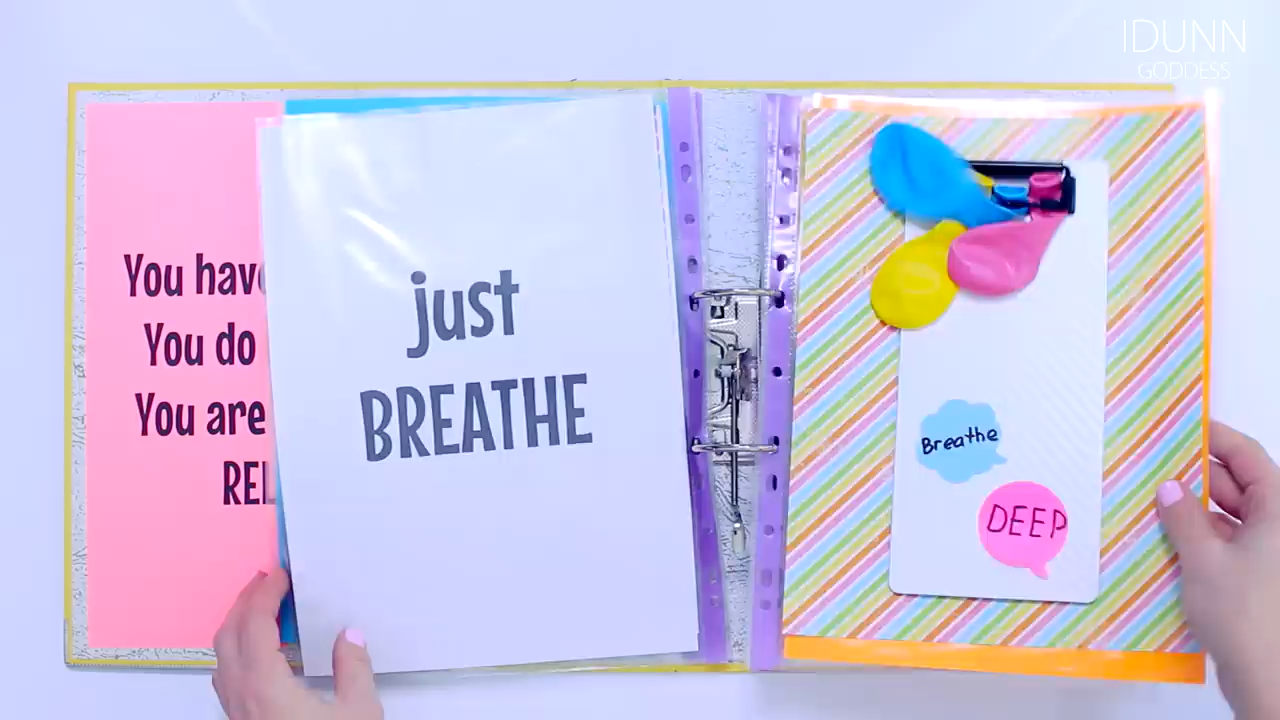 IDUNN
GODDESS
You have
You do
You are
REL
just
BREATHE
Breathe
DEEP